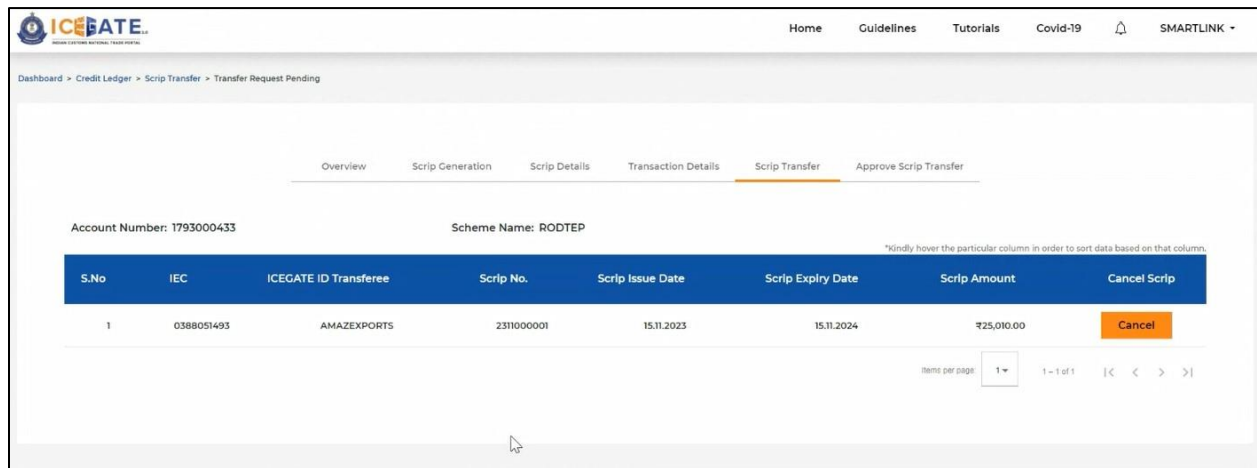 ICEGATE
INDIAN CUSTOMS NATIONAL TRADE PORTAL
Home Guidelines Tutorials Covid-19 SMARTLINK
Dashboard > Credit Ledger > Scrip Transfer > Transfer Request Pending
Overview Scrip Generation Scrip Details Transaction Details Scrip Transfer Approve Scrip Transfer
Account Number: 1793000433 Scheme Name: RODTEP
*Kindly hover the particular column in order to sort data based on that column.
S.No IEC ICEGATE ID Transferee Scrip No. Scrip Issue Date Scrip Expiry Date Scrip Amount Cancel Scrip
1 0388051493 AMAZEXPORTS 2311000001 15.11.2023 15.11.2024 ₹25,010.00 Cancel
Items per page: 1 1 – 1 of 1